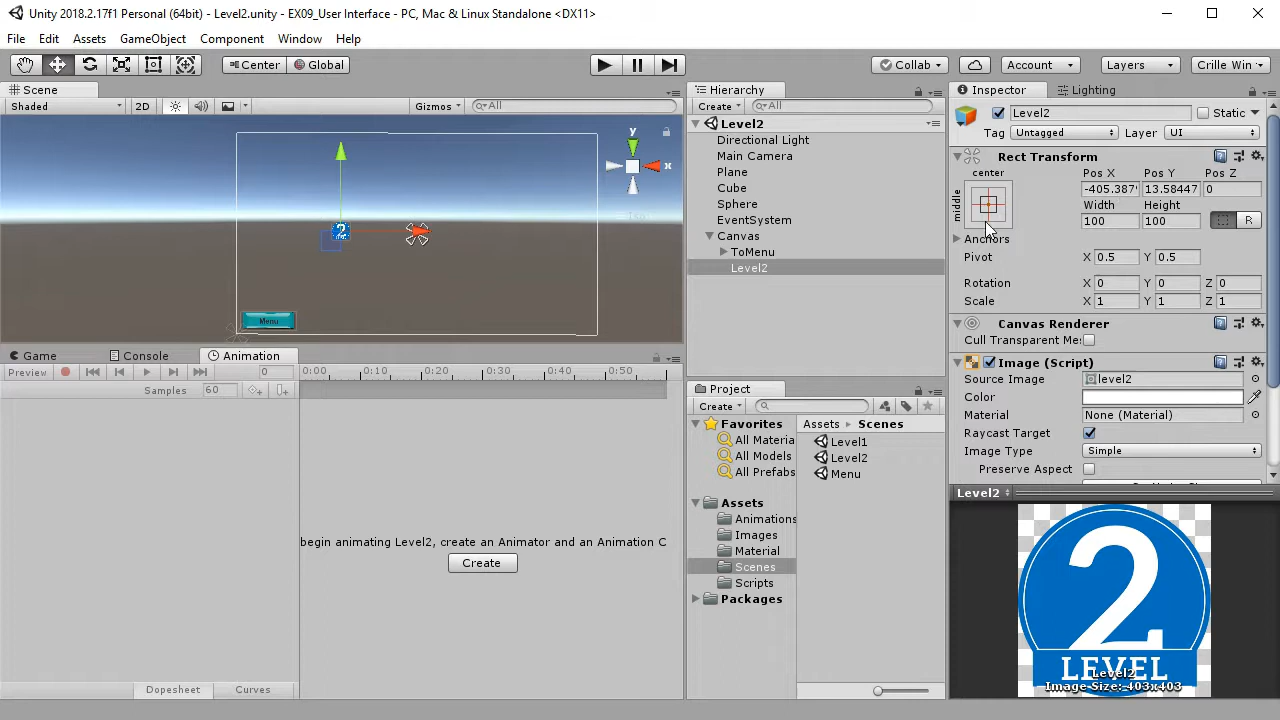 Unity 2018.2.17f1 Personal (64bit) - Level2.unity - EX09_User Interface - PC, Mac & Linux Standalone <DX11>
File Edit Assets GameObject Component Window Help
Center Global Collab Account Layers Crille Win
Scene Hierarchy Inspector Lighting
Shaded 2D Gizmos All Create All
Level2 Static
Tag Untagged Layer UI
Level2
Directional Light
Main Camera
Plane
Cube
Sphere
EventSystem
Canvas
ToMenu
Level2
y
x
2
Menu
Rect Transform
center
middle
Pos X Pos Y Pos Z
-405.387 13.58447 0
Width Height
100 100 R
Anchors
Pivot X 0.5 Y 0.5
Rotation X 0 Y 0 Z 0
Scale X 1 Y 1 Z 1
Canvas Renderer
Cull Transparent Me
Image (Script)
Source Image level2
Color
Material None (Material)
Raycast Target
Image Type Simple
Preserve Aspect
Game Console Animation
Preview 0 0:00 0:10 0:20 0:30 0:40 0:50
Samples 60
begin animating Level2, create an Animator and an Animation C
Create
Dopesheet Curves
Project
Create
Favorites
All Materia
All Models
All Prefabs
Assets
Animations
Images
Material
Scenes
Scripts
Packages
Assets Scenes
Level1
Level2
Menu
Level2
2
LEVEL
Level2
Image Size: 403x403